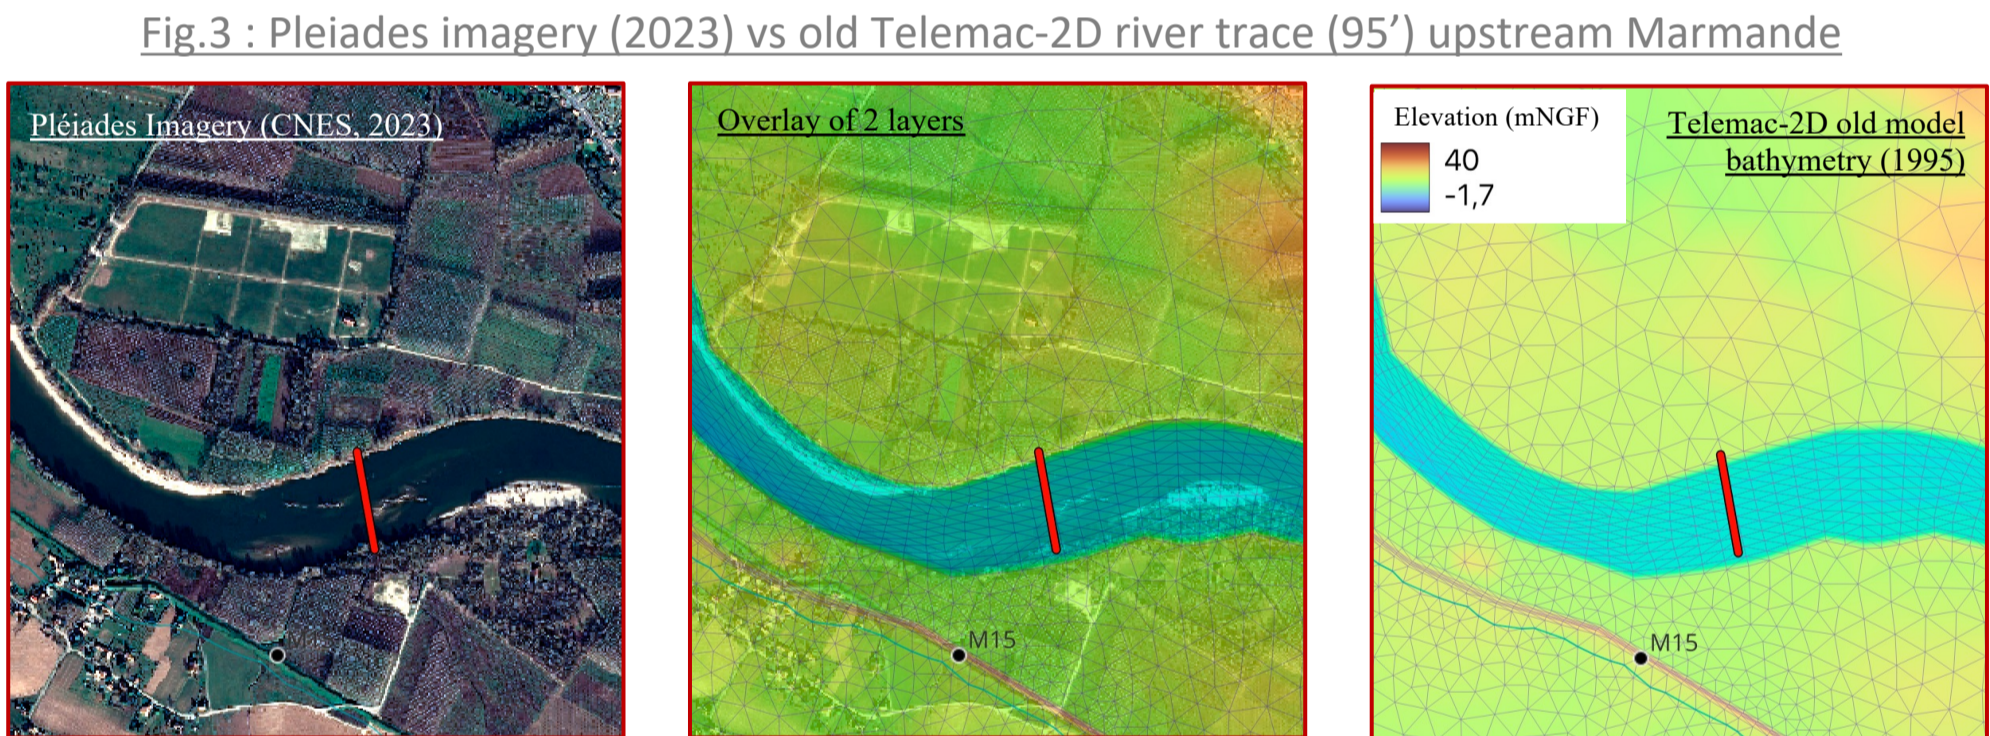 Fig.3 : Pleiades imagery (2023) vs old Telemac-2D river trace (95’) upstream Marmande
Pléiades Imagery (CNES, 2023)
Overlay of 2 layers
M15
Elevation (mNGF)
40
-1,7
Telemac-2D old model
bathymetry (1995)
M15